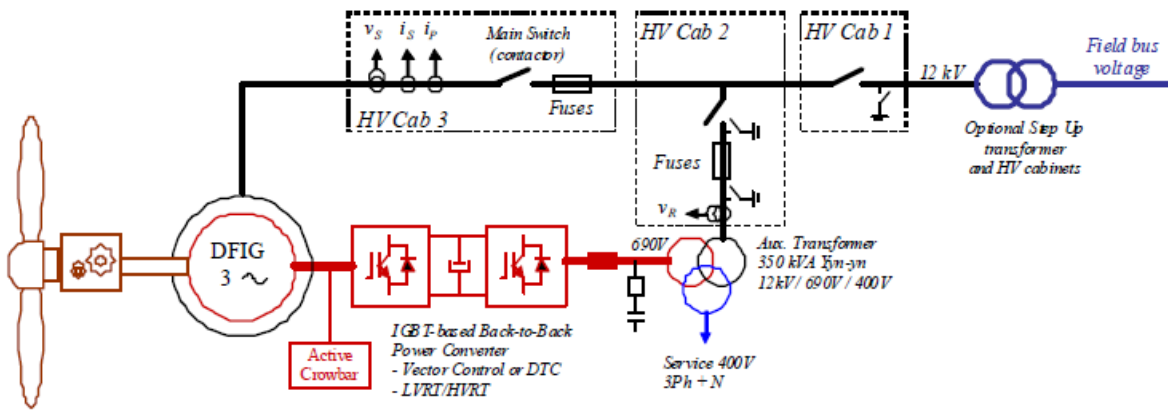 v_S i_S i_P
Main Switch
(contactor)
Fuses
HV Cab 3
HV Cab 2
HV Cab 1
12 kV
Field bus
voltage
Optional Step Up
transformer
and HV cabinets
Fuses
v_R
DFIG
3 ~
690V
Aux. Transformer
350 kVA Yyn-yn
12kV / 690V / 400V
IGBT-based Back-to-Back
Power Converter
- Vector Control or DTC
- LVRT/HVRT
Active
Crowbar
Service 400V
3Ph + N